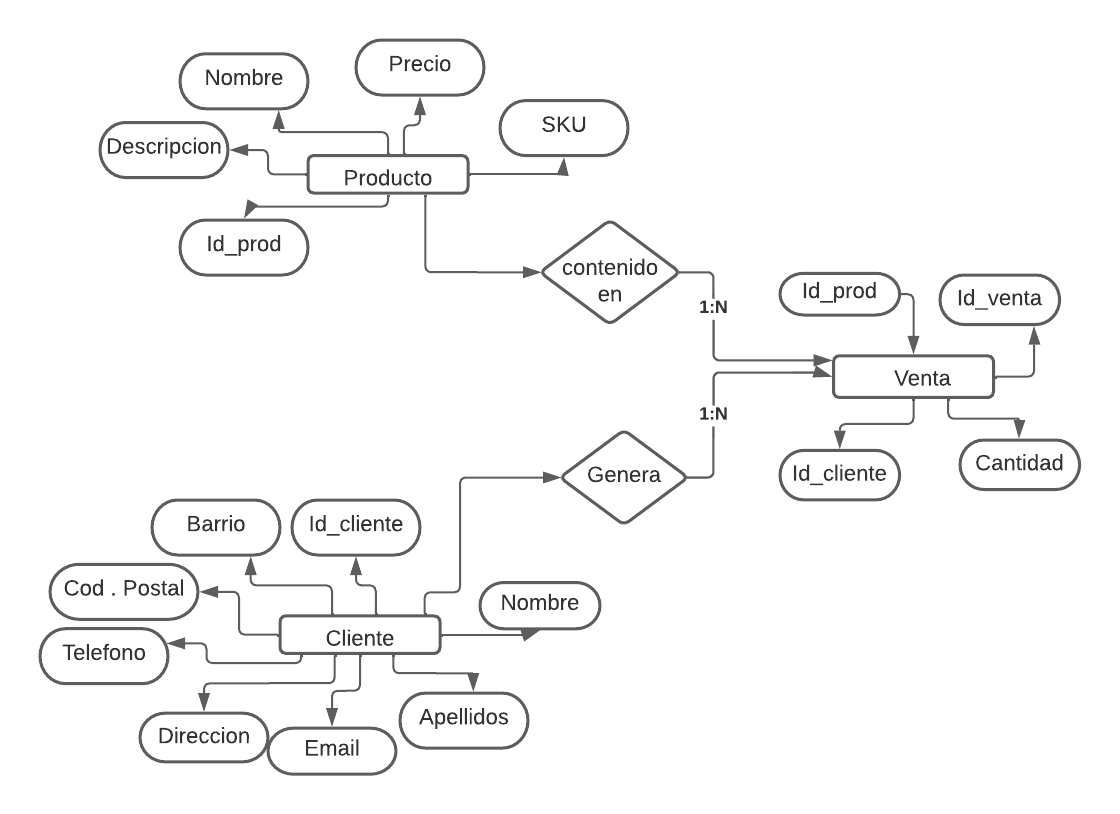 Precio
Nombre
SKU
Descripcion
Producto
Id_prod
contenido
en
Id_prod
Id_venta
1:N
Venta
1:N
Id_cliente
Cantidad
Genera
Barrio
Id_cliente
Cod . Postal
Nombre
Cliente
Telefono
Apellidos
Direccion
Email